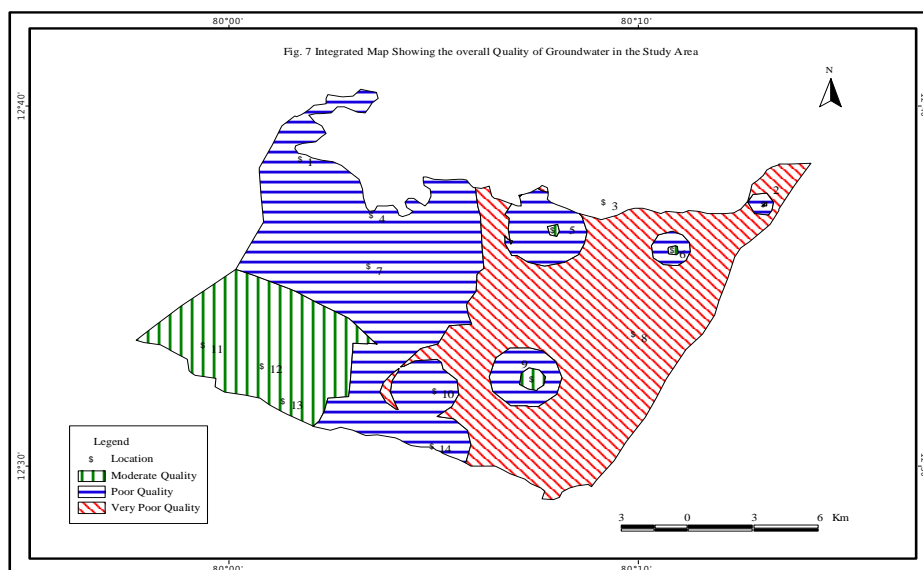 80°00' 80°10'
Fig. 7 Integrated Map Showing the overall Quality of Groundwater in the Study Area
N
12°40'
$ 1
2
$ 3
$ 4
$ 5
$ 6
$ 7
$ 8
9
$
$ 10
$ 11
$ 12
$ 13
$ 14
12°30'
Legend
$ Location
Moderate Quality
Poor Quality
Very Poor Quality
3 0 3 6 Km
80°00' 80°10'